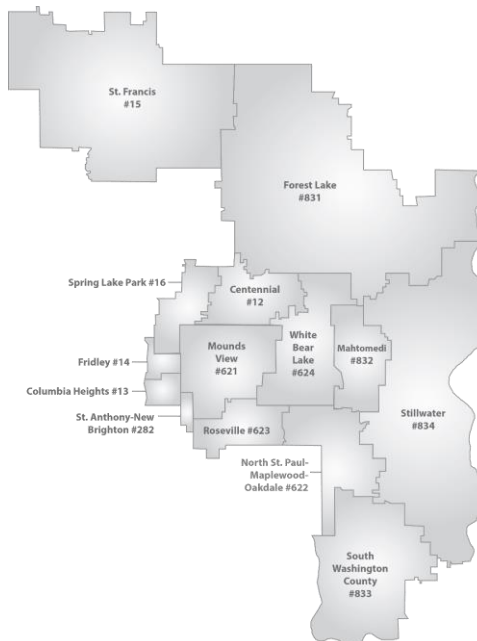 St. Francis
#15
Forest Lake
#831
Spring Lake Park #16
Centennial
#12
White
Bear
Lake
#624
Mounds
View
#621
Mahtomedi
#832
Fridley #14
Columbia Heights #13
St. Anthony-New
Brighton #282
Roseville #623
Stillwater
#834
North St. Paul-
Maplewood-
Oakdale #622
South
Washington
County
#833